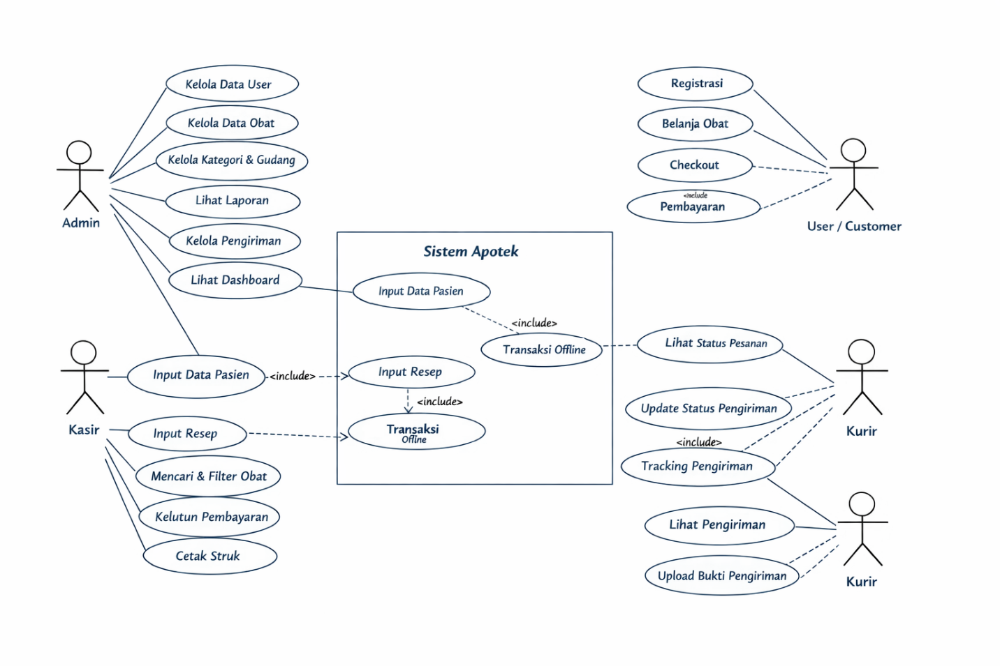 Kelola Data User
Kelola Data Obat
Kelola Kategori & Gudang
Lihat Laporan
Kelola Pengiriman
Lihat Dashboard
Admin
Registrasi
Belanja Obat
Checkout
<nclude
Pembayaran
User / Customer
Sistem Apotek
Input Data Pasien
<include>
Transaksi Offline
Input Resep
<include>
Transaksi
Offline
Kasir
Input Data Pasien
<include>
Input Resep
Mencari & Filter Obat
Kelutun Pembayaran
Cetak Struk
Lihat Status Pesanan
Update Status Pengiriman
<include>
Tracking Pengiriman
Kurir
Lihat Pengiriman
Upload Bukti Pengiriman
Kurir